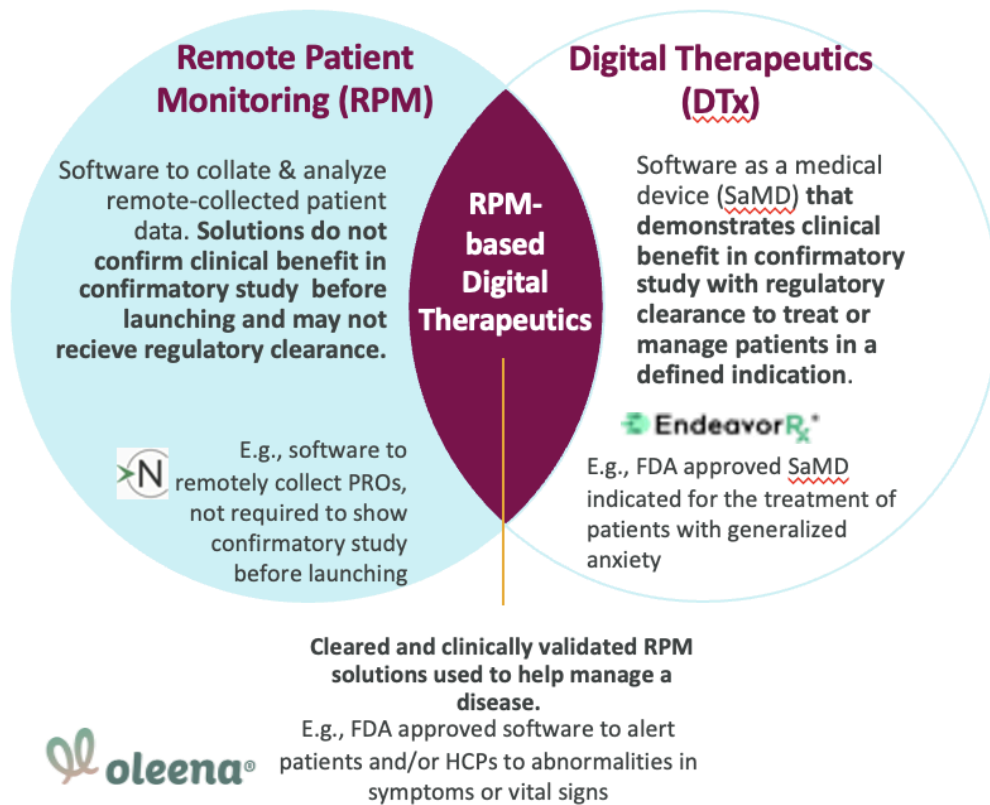 Remote Patient
Monitoring (RPM)
Software to collate & analyze
remote-collected patient
data. Solutions do not
confirm clinical benefit in
confirmatory study before
launching and may not
recieve regulatory clearance.
N
E.g., software to
remotely collect PROs,
not required to show
confirmatory study
before launching
RPM-
based
Digital
Therapeutics
Digital Therapeutics
(DTx)
Software as a medical
device (SaMD) that
demonstrates clinical
benefit in confirmatory
study with regulatory
clearance to treat or
manage patients in a
defined indication.
EndeavorRx®
E.g., FDA approved SaMD
indicated for the treatment of
patients with generalized
anxiety
Cleared and clinically validated RPM
solutions used to help manage a
disease.
E.g., FDA approved software to alert
patients and/or HCPs to abnormalities in
symptoms or vital signs
oleena®